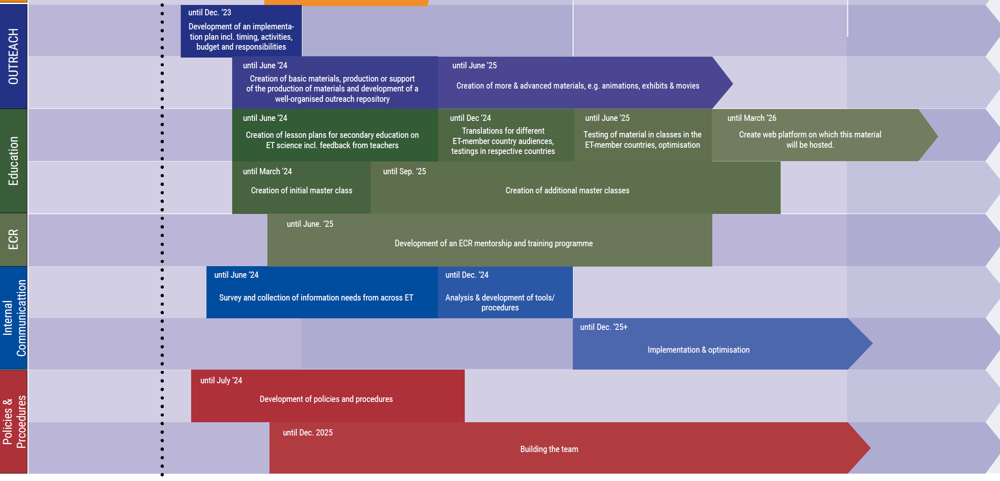 OUTREACH
until Dec. ‘23
Development of an implementa-
tion plan incl. timing, activities,
budget and responsibilities
until June ‘24
Creation of basic materials, production or support
of the production of materials and development of a
well-organised outreach repository
until June ‘25
Creation of more & advanced materials, e.g. animations, exhibits & movies
Education
until June ‘24
Creation of lesson plans for secondary education on
ET science incl. feedback from teachers
until Dec ‘24
Translations for different
ET-member country audiences,
testings in respective countries
until June ‘25
Testing of material in classes in the
ET-member countries, optimisation
until March ‘26
Create web platform on which this material
will be hosted.
until March ‘24
Creation of initial master class
until Sep. ‘25
Creation of additional master classes
ECR
until June. ‘25
Development of an ECR mentorship and training programme
Internal
Communicattion
until June ‘24
Survey and collection of information needs from across ET
until Dec. ‘24
Analysis & development of tools/
procedures
until Dec. ‘25+
Implementation & optimisation
Policies &
Prcoedures
until July ‘24
Development of policies and procedures
until Dec. 2025
Building the team